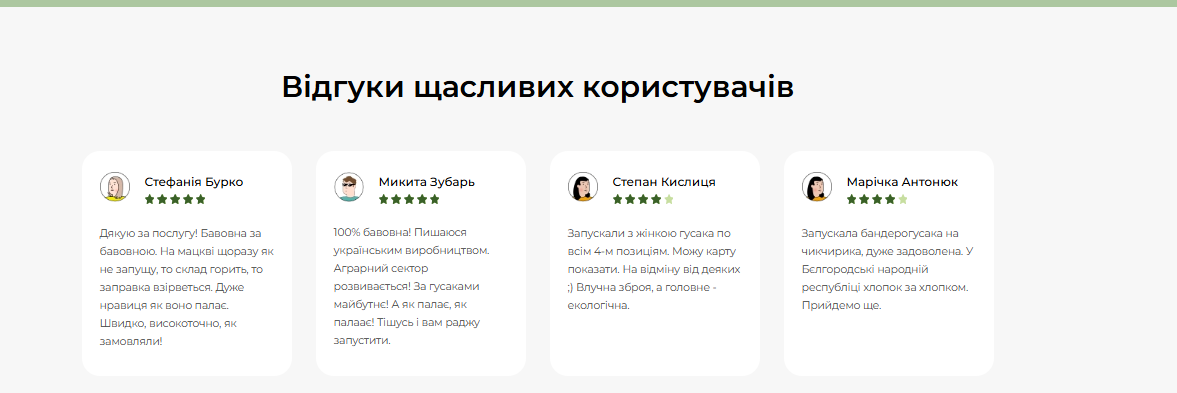 Відгуки щасливих користувачів
Стефанія Бурко
Дякую за послугу! Бавовна за
бавовною. На мацкві щоразу як
не запущу, то склад горить, то
заправка взірветься. Дуже
нравиця як воно палає.
Швидко, високоточно, як
замовляли!
Микита Зубарь
100% бавовна! Пишаюся
українським виробництвом.
Аграрний сектор
розвивається! За гусаками
майбутнє! А як палає, як
палаає! Тішусь і вам раджу
запустити.
Степан Кислиця
Запускали з жінкою гусака по
всім 4-м позиціям. Можу карту
показати. На відміну від деяких
;) Влучна зброя, а головне -
екологічна.
Марічка Антонюк
Запускала бандерогусака на
чикчирика, дуже задоволена. У
Бєлгородські народній
республіці хлопок за хлопком.
Прийдемо ще.